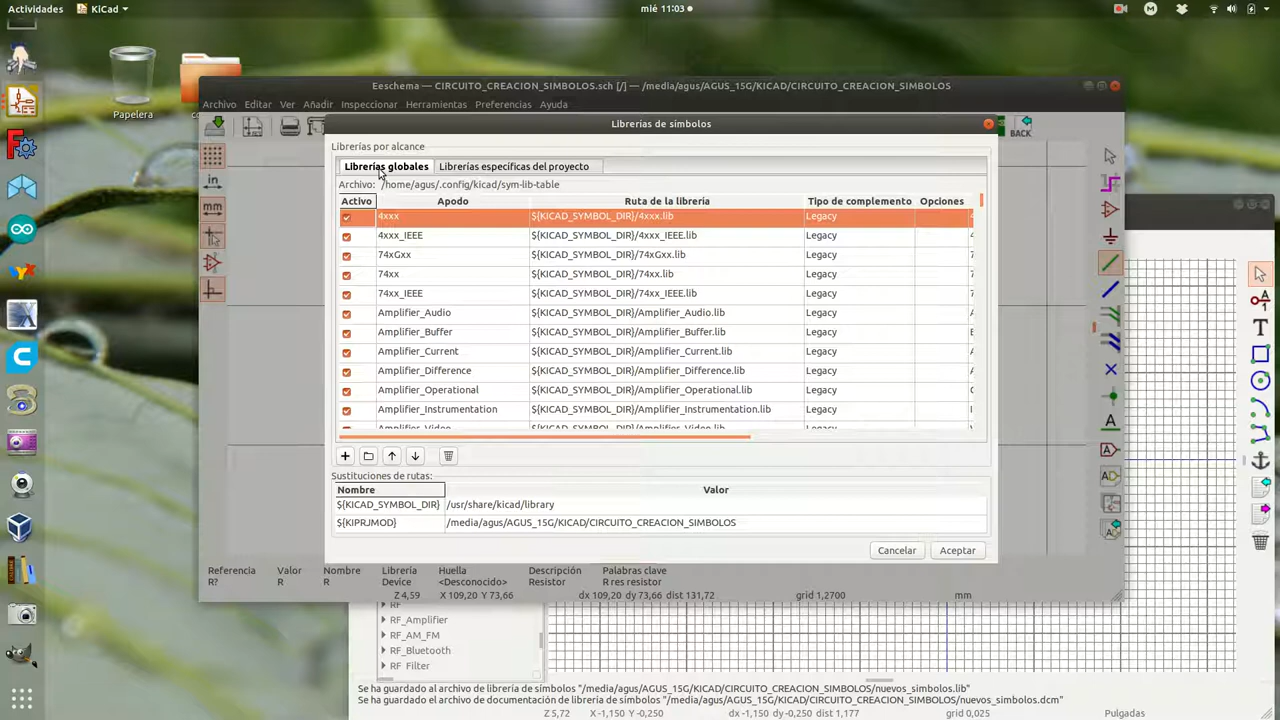 Actividades KiCad mié 11:03
Papelera
Eeschema — CIRCUITO_CREACION_SIMBOLOS.sch [/] — /media/agus/AGUS_15G/KICAD/CIRCUITO_CREACION_SIMBOLOS
Archivo Editar Ver Añadir Inspeccionar Herramientas Preferencias Ayuda
BACK
in
mm
Librerías de símbolos
Librerías por alcance
Librerías globales Librerías específicas del proyecto
Archivo: /home/agus/.config/kicad/sym-lib-table
Activo Apodo Ruta de la librería Tipo de complemento Opciones
4xxx ${KICAD_SYMBOL_DIR}/4xxx.lib Legacy
4xxx_IEEE ${KICAD_SYMBOL_DIR}/4xxx_IEEE.lib Legacy
74xGxx ${KICAD_SYMBOL_DIR}/74xGxx.lib Legacy
74xx ${KICAD_SYMBOL_DIR}/74xx.lib Legacy
74xx_IEEE ${KICAD_SYMBOL_DIR}/74xx_IEEE.lib Legacy
Amplifier_Audio ${KICAD_SYMBOL_DIR}/Amplifier_Audio.lib Legacy
Amplifier_Buffer ${KICAD_SYMBOL_DIR}/Amplifier_Buffer.lib Legacy
Amplifier_Current ${KICAD_SYMBOL_DIR}/Amplifier_Current.lib Legacy
Amplifier_Difference ${KICAD_SYMBOL_DIR}/Amplifier_Difference.lib Legacy
Amplifier_Operational ${KICAD_SYMBOL_DIR}/Amplifier_Operational.lib Legacy
Amplifier_Instrumentation ${KICAD_SYMBOL_DIR}/Amplifier_Instrumentation.lib Legacy
Amplifier_Video ${KICAD_SYMBOL_DIR}/Amplifier_Video.lib Legacy
Sustituciones de rutas:
Nombre Valor
${KICAD_SYMBOL_DIR} /usr/share/kicad/library
${KIPRJMOD} /media/agus/AGUS_15G/KICAD/CIRCUITO_CREACION_SIMBOLOS
Cancelar Aceptar
Referencia Valor Nombre Librería Huella Descripción Palabras clave
R? R R Device <Desconocido> Resistor R res resistor
Z 4,59 X 109,20 Y 73,66 dx 109,20 dy 73,66 dist 131,72 grid 1,2700 mm
RF
RF_Amplifier
RF_AM_FM
RF_Bluetooth
RF_Filter
Se ha guardado al archivo de librería de símbolos "/media/agus/AGUS_15G/KICAD/CIRCUITO_CREACION_SIMBOLOS/nuevos_simbolos.lib"
Se ha guardado al archivo de documentación de librería de símbolos "/media/agus/AGUS_15G/KICAD/CIRCUITO_CREACION_SIMBOLOS/nuevos_simbolos.dcm"
Z 5,72 X -1,150 Y -0,250 dx -1,150 dy -0,250 dist 1,177 grid 0,025 Pulgadas